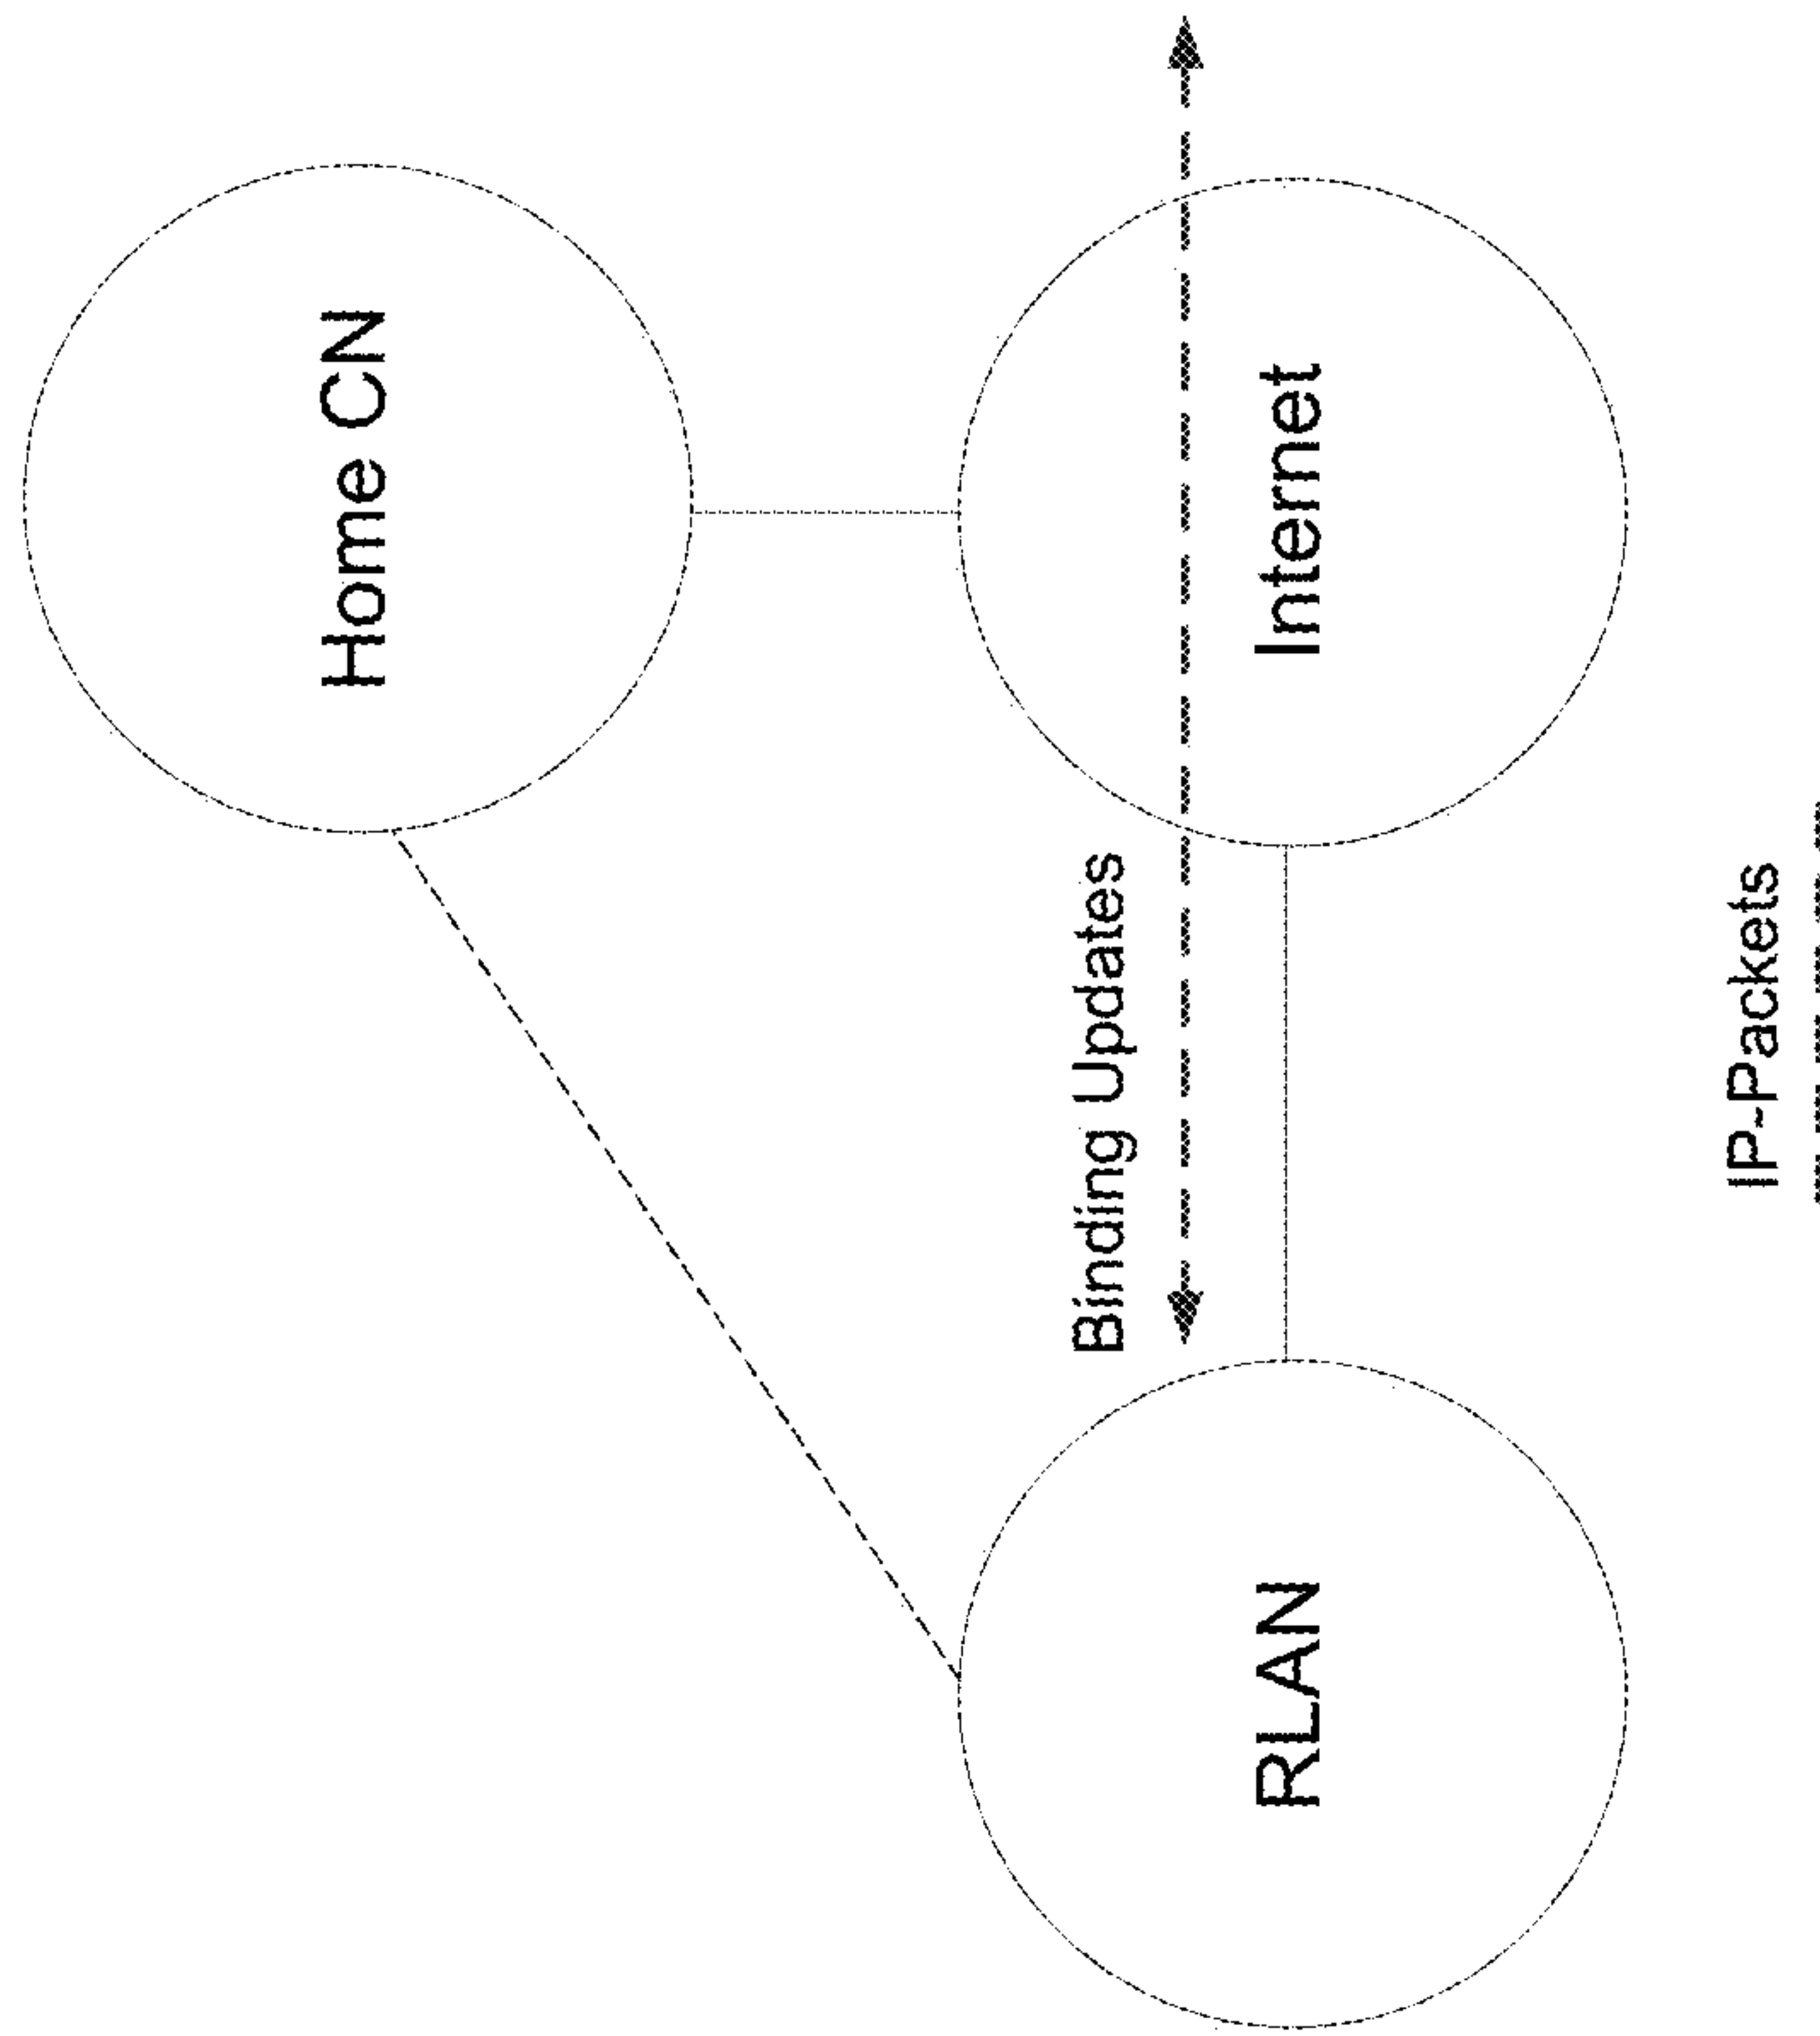 Home CN
Binding Updates
RLAN
Internet
IP-Packets